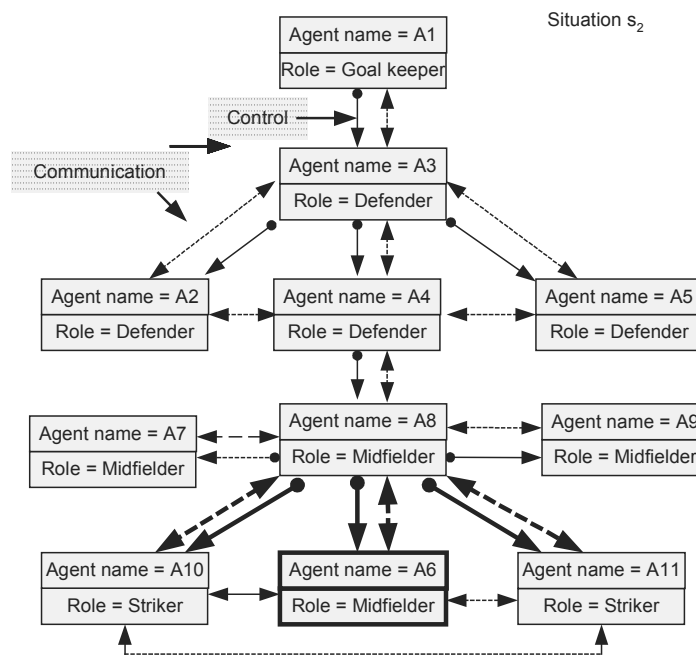 Situation s₂
Agent name = A1
Role = Goal keeper
Control
Communication
Agent name = A3
Role = Defender
Agent name = A2
Role = Defender
Agent name = A4
Role = Defender
Agent name = A5
Role = Defender
Agent name = A7
Role = Midfielder
Agent name = A8
Role = Midfielder
Agent name = A9
Role = Midfielder
Agent name = A10
Role = Striker
Agent name = A6
Role = Midfielder
Agent name = A11
Role = Striker